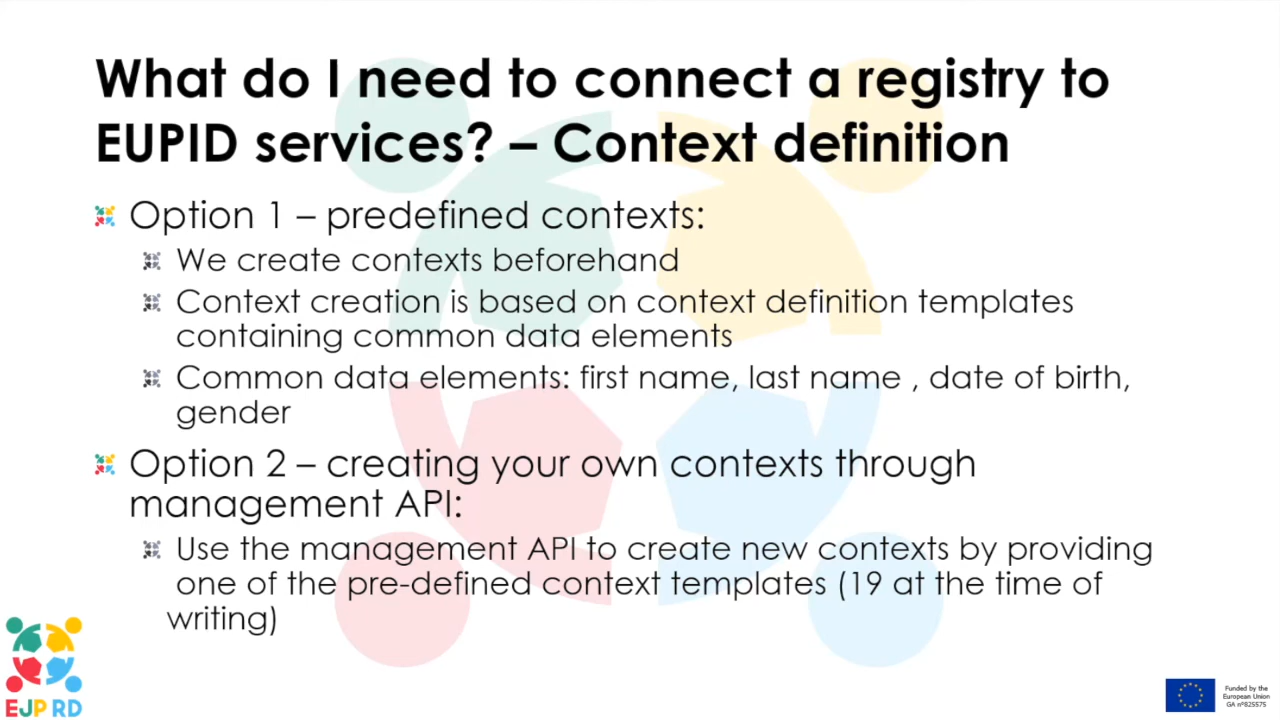 What do I need to connect a registry to
EUPID services? – Context definition
Option 1 – predefined contexts:
We create contexts beforehand
Context creation is based on context definition templates
containing common data elements
Common data elements: first name, last name , date of birth,
gender
Option 2 – creating your own contexts through
management API:
Use the management API to create new contexts by providing
one of the pre-defined context templates (19 at the time of
writing)
EJP RD
Funded by the
European Union
GA n°825575